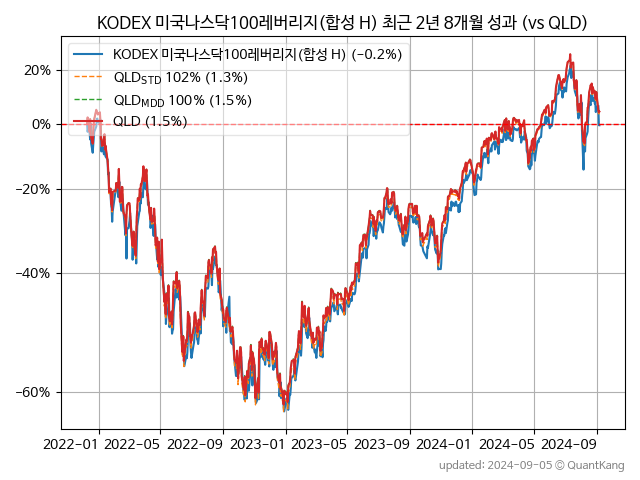 KODEX 미국나스닥100레버리지(합성 H) 최근 2년 8개월 성과 (vs QLD)
KODEX 미국나스닥100레버리지(합성 H) (−0.2%)
QLD_STD 102% (1.3%)
QLD_MDD 100% (1.5%)
QLD (1.5%)
20%
0%
−20%
−40%
−60%
2022−01 2022−05 2022−09 2023−01 2023−05 2023−09 2024−01 2024−05 2024−09
updated: 2024-09-05 © QuantKang